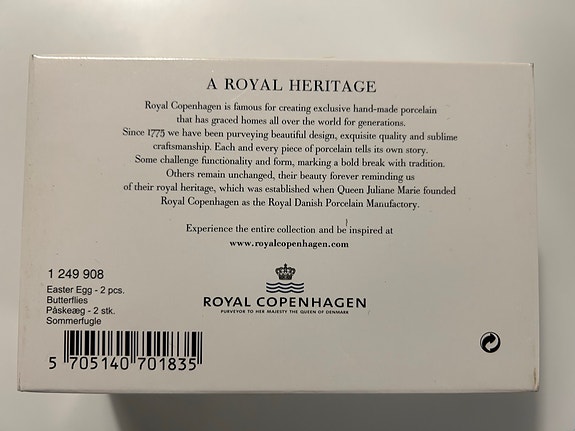 A ROYAL HERITAGE
Royal Copenhagen is famous for creating exclusive hand-made porcelain
that has graced homes all over the world for generations.
Since 1775 we have been purveying beautiful design, exquisite quality and sublime
craftsmanship. Each and every piece of porcelain tells its own story.
Some challenge functionality and form, marking a bold break with tradition.
Others remain unchanged, their beauty forever reminding us
of their royal heritage, which was established when Queen Juliane Marie founded
Royal Copenhagen as the Royal Danish Porcelain Manufactory.
Experience the entire collection and be inspired at
www.royalcopenhagen.com
ROYAL COPENHAGEN
PURVEYOR TO HER MAJESTY THE QUEEN OF DENMARK
1 249 908
Easter Egg - 2 pcs.
Butterflies
Påskeæg - 2 stk.
Sommerfugle
5 705140 701835